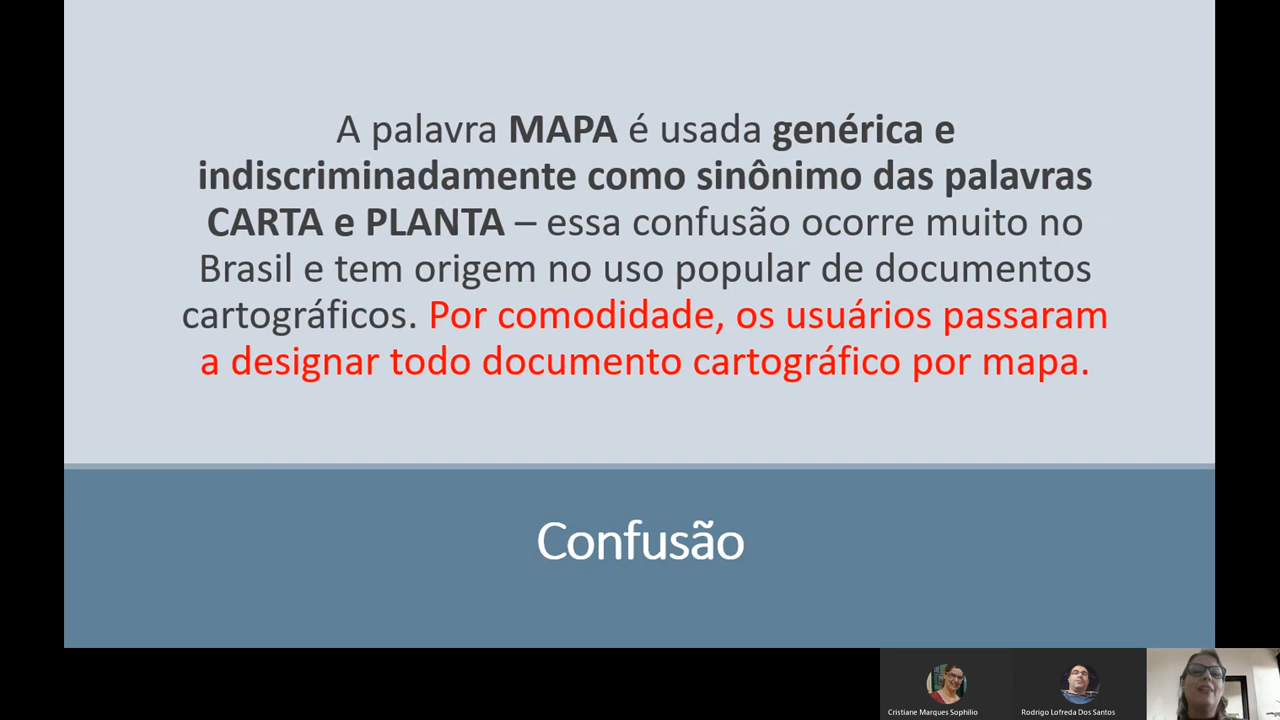 A palavra MAPA é usada genérica e
indiscriminadamente como sinônimo das palavras
CARTA e PLANTA – essa confusão ocorre muito no
Brasil e tem origem no uso popular de documentos
cartográficos. Por comodidade, os usuários passaram
a designar todo documento cartográfico por mapa.
Confusão
Cristiane Marques Sophilio
Rodrigo Lofreda Dos Santos